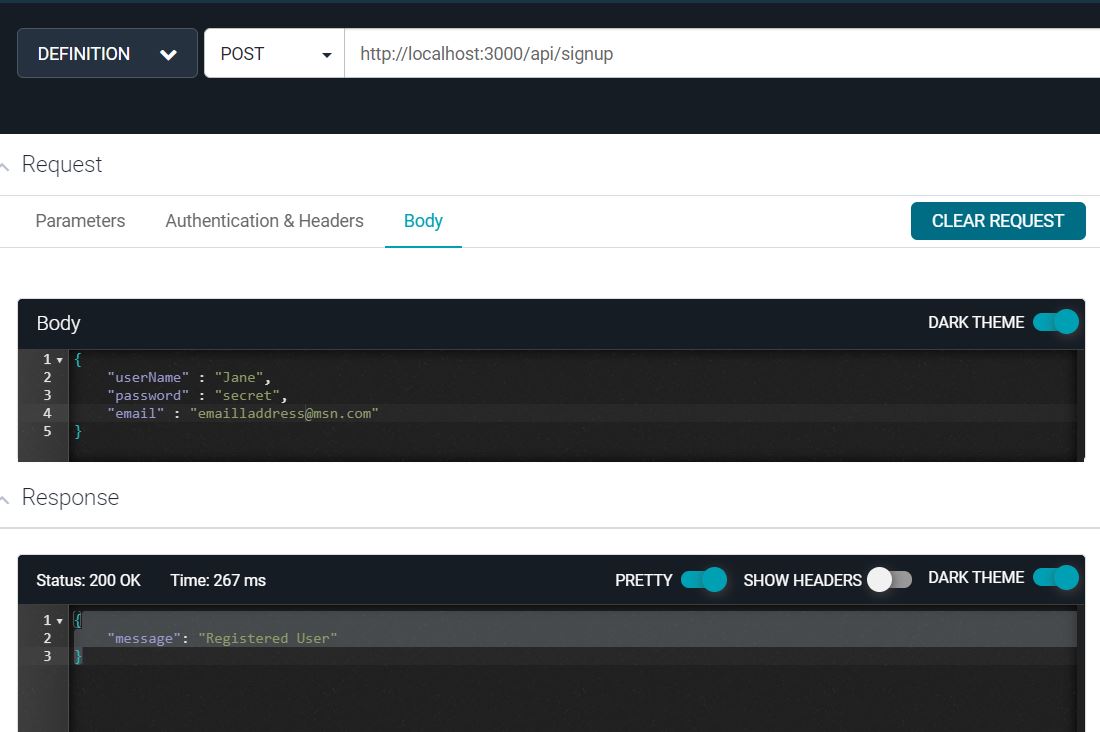 DEFINITION POST http://localhost:3000/api/signup
Request
Parameters Authentication & Headers Body CLEAR REQUEST
Body DARK THEME
1 {
2 "userName" : "Jane",
3 "password" : "secret",
4 "email" : "emailladdress@msn.com"
5 }
Response
Status: 200 OK Time: 267 ms PRETTY SHOW HEADERS DARK THEME
1 {
2 "message": "Registered User"
3 }